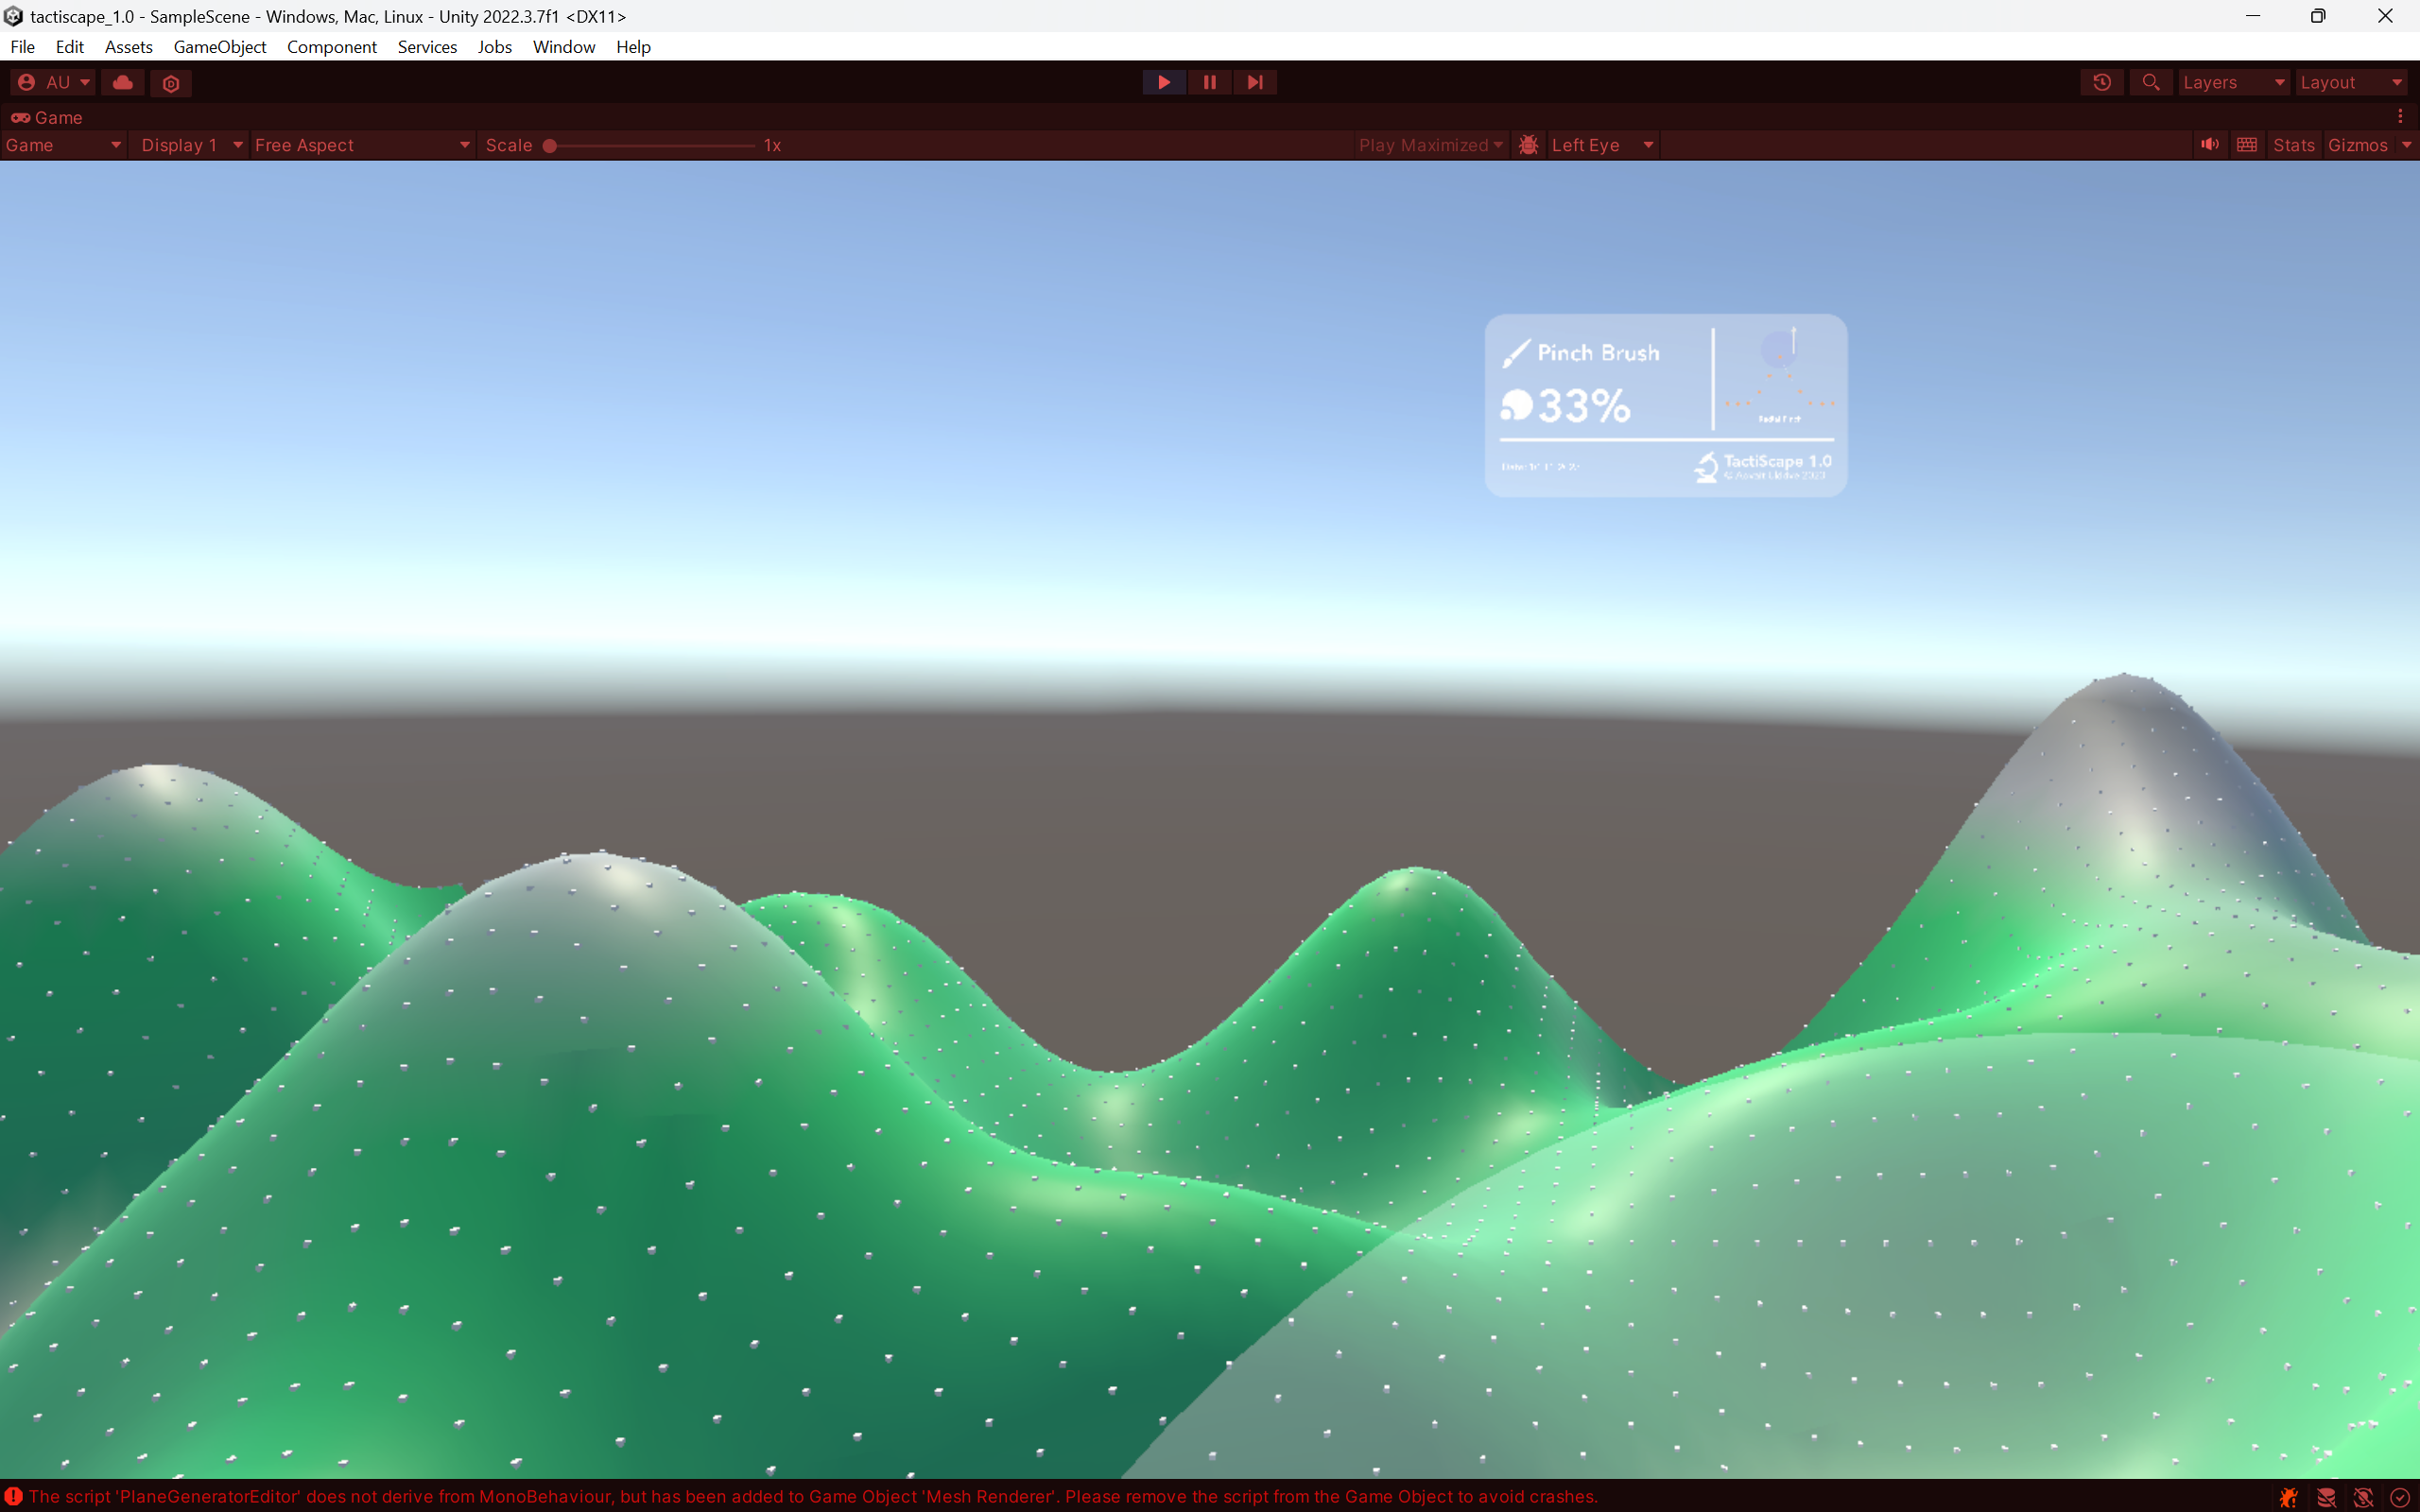 tactiscape_1.0 - SampleScene - Windows, Mac, Linux - Unity 2022.3.7f1 <DX11>
File Edit Assets GameObject Component Services Jobs Window Help
AU Layers Layout
Game
Game Display 1 Free Aspect Scale 1x Play Maximized Left Eye Stats Gizmos
Pinch Brush
33%
TactiScape 1.0
The script 'PlaneGeneratorEditor' does not derive from MonoBehaviour, but has been added to Game Object 'Mesh Renderer'. Please remove the script from the Game Object to avoid crashes.